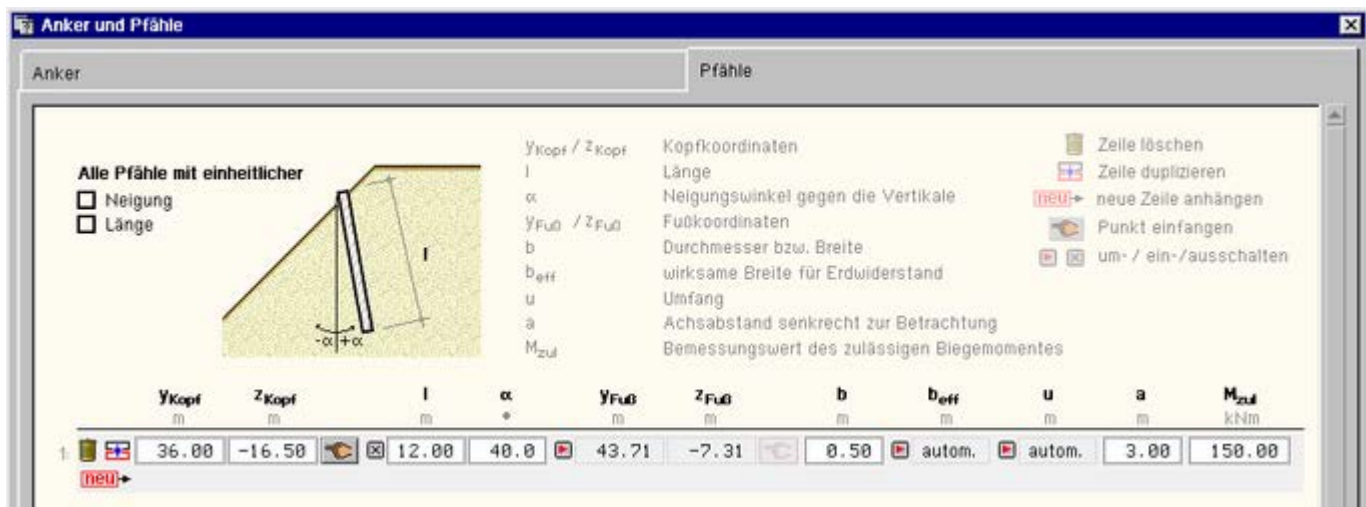 Anker und Pfähle
Anker
Pfähle
Alle Pfähle mit einheitlicher
Neigung
Länge
l
-α +α
yKopf / zKopf Kopfkoordinaten
l Länge
α Neigungswinkel gegen die Vertikale
yFuß / zFuß Fußkoordinaten
b Durchmesser bzw. Breite
beff wirksame Breite für Erdwiderstand
u Umfang
a Achsabstand senkrecht zur Betrachtung
Mzul Bemessungswert des zulässigen Biegemomentes
Zeile löschen
Zeile duplizieren
neu neue Zeile anhängen
Punkt einfangen
um- / ein-/ausschalten
yKopf zKopf l α yFuß zFuß b beff u a Mzul
m m m ° m m m m m m kNm
1: 36.00 -16.50 12.00 40.0 43.71 -7.31 0.50 autom. autom. 3.00 150.00
neu